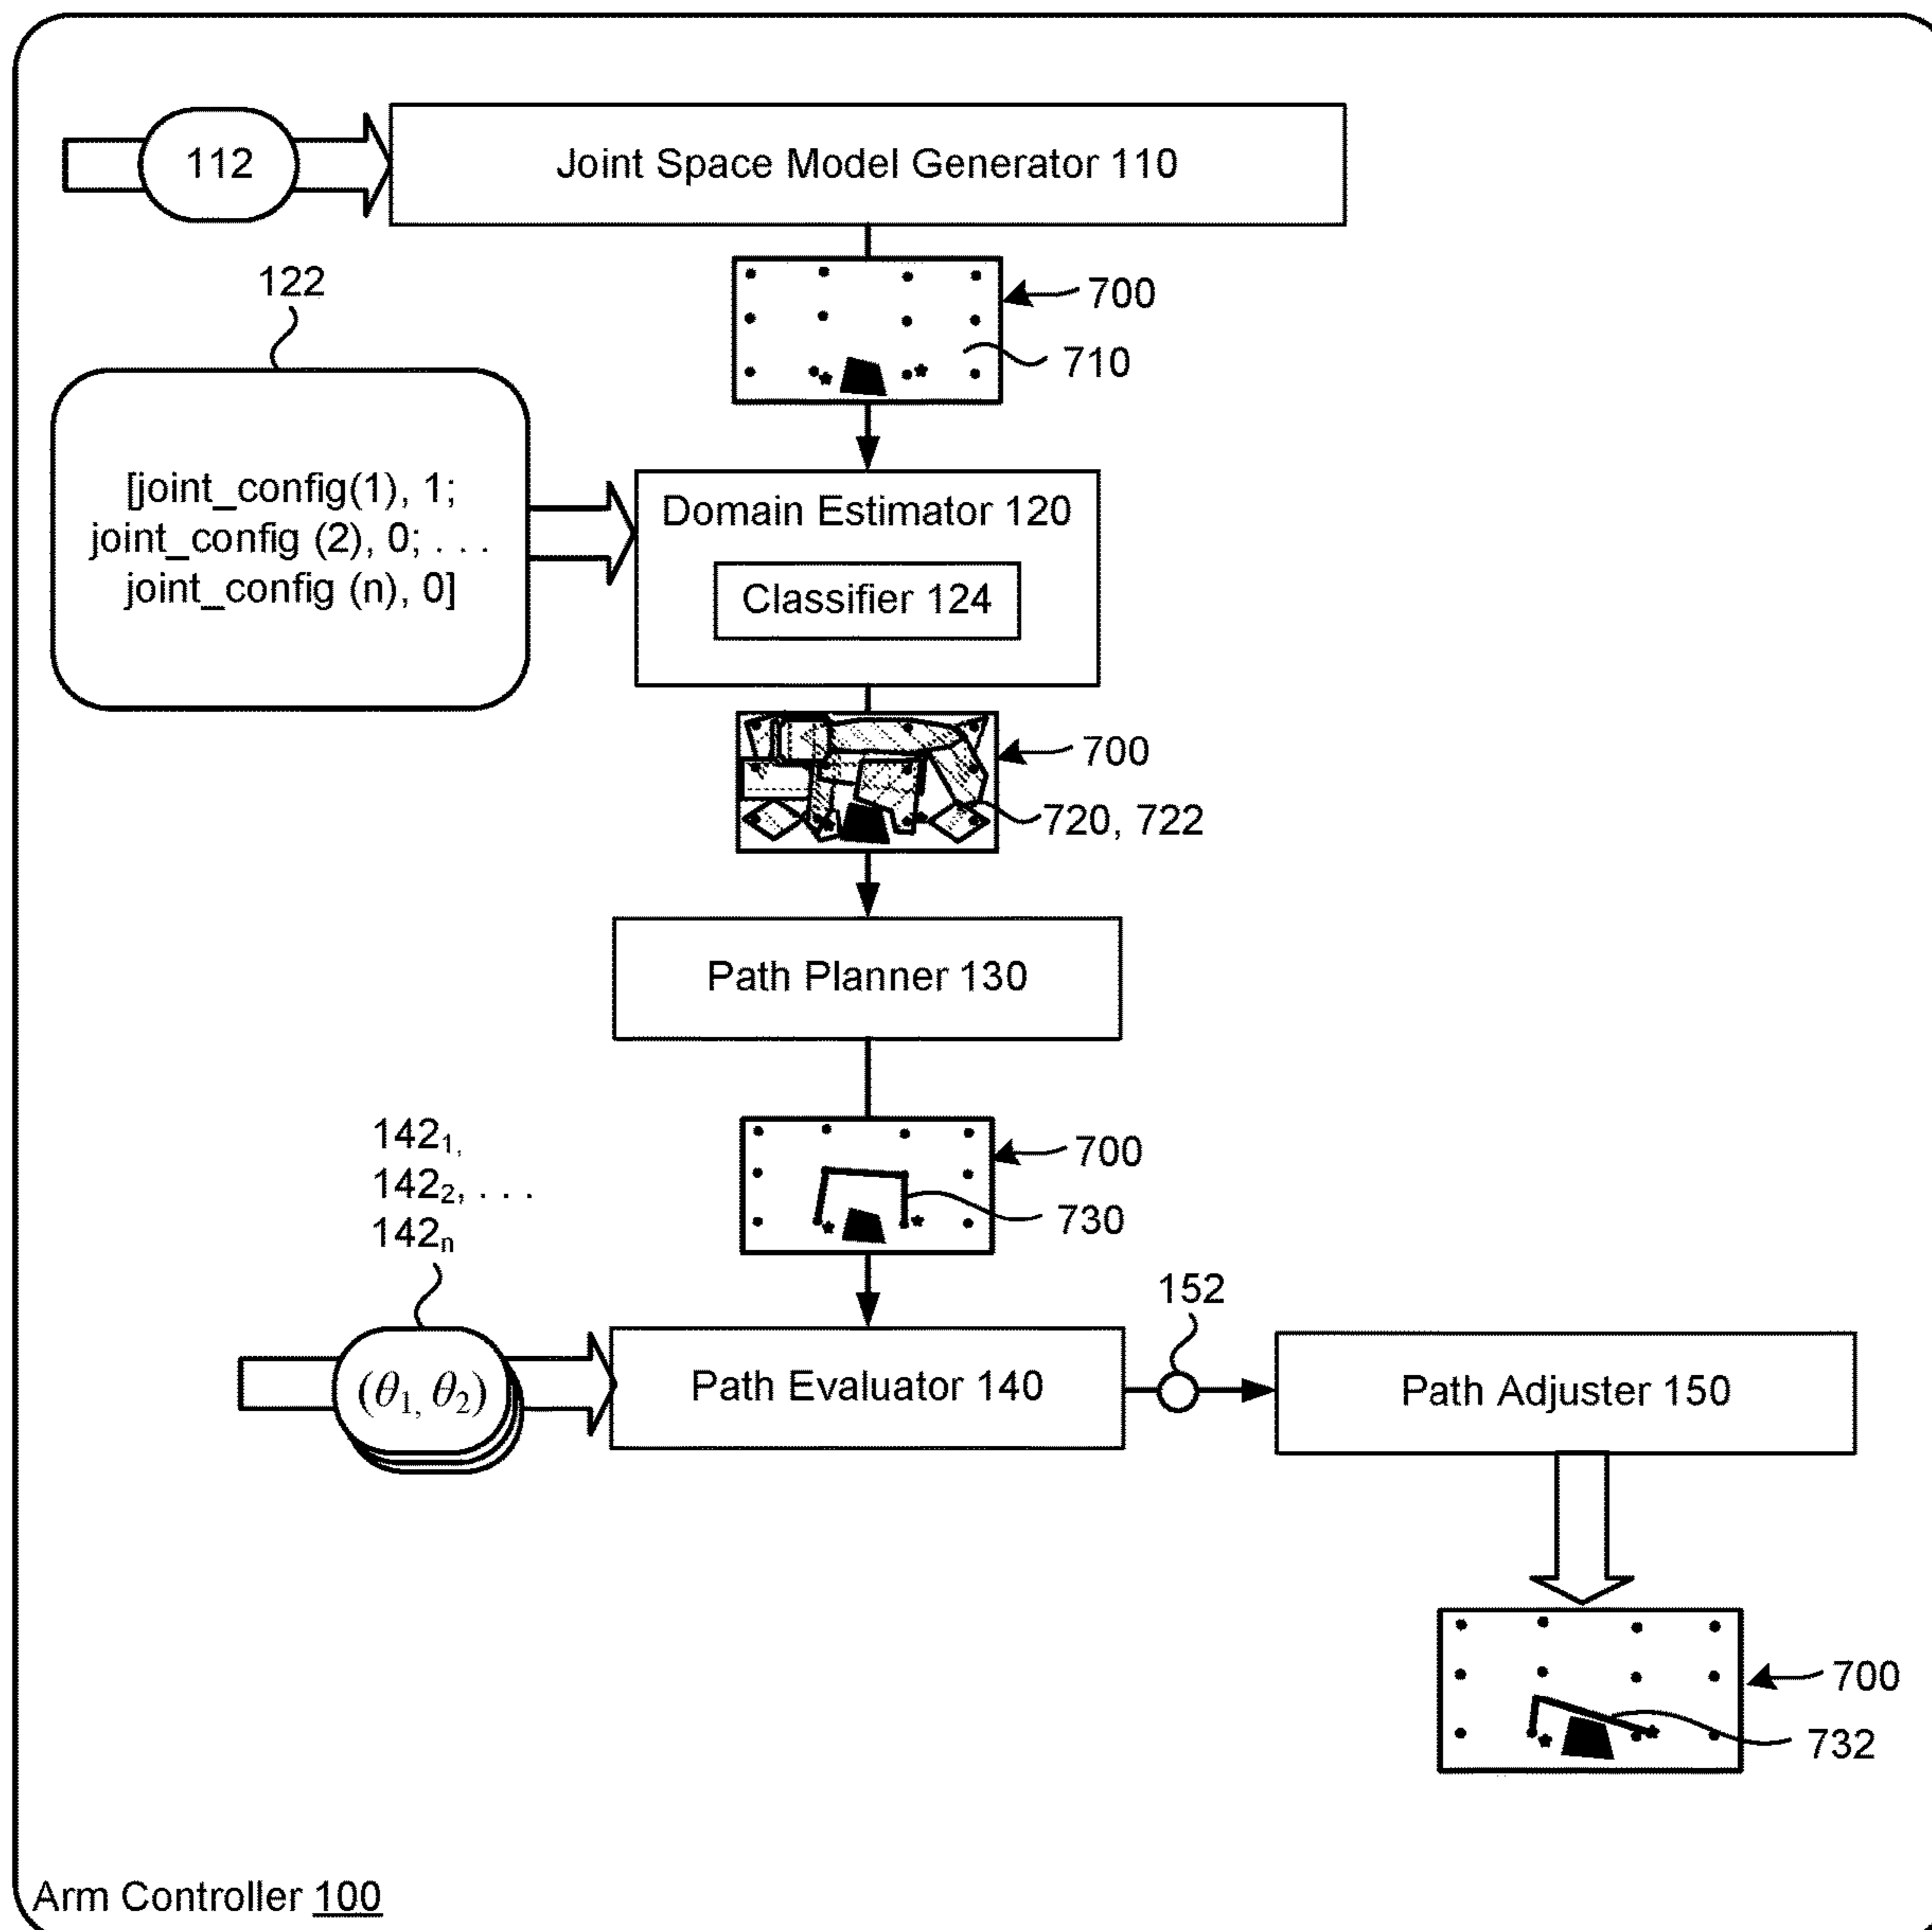 112
Joint Space Model Generator 110
122
700
710
[joint_config(1), 1;
joint_config (2), 0; . . .
joint_config (n), 0]
Domain Estimator 120
Classifier 124
700
720, 722
Path Planner 130
142₁,
142₂, . . .
142ₙ
700
730
152
(θ₁, θ₂)
Path Evaluator 140
Path Adjuster 150
700
732
Arm Controller 100